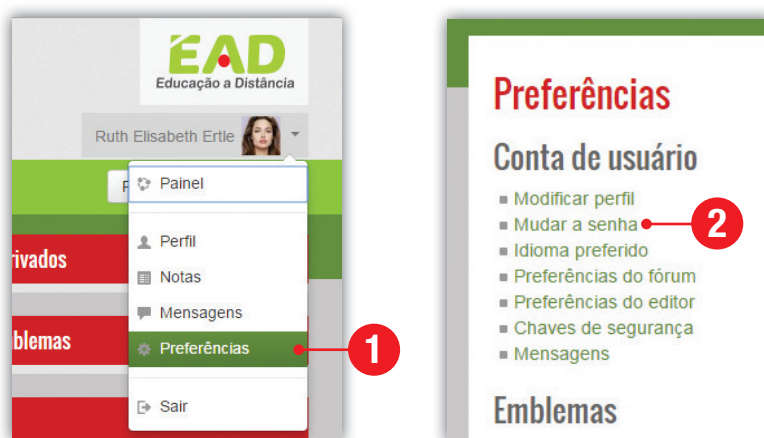 EAD
Educação a Distância
Ruth Elisabeth Ertle
Painel
Perfil
rivados
Notas
Mensagens
blemas
Preferências
1
Sair
Preferências
Conta de usuário
Modificar perfil
Mudar a senha
2
Idioma preferido
Preferências do fórum
Preferências do editor
Chaves de segurança
Mensagens
Emblemas